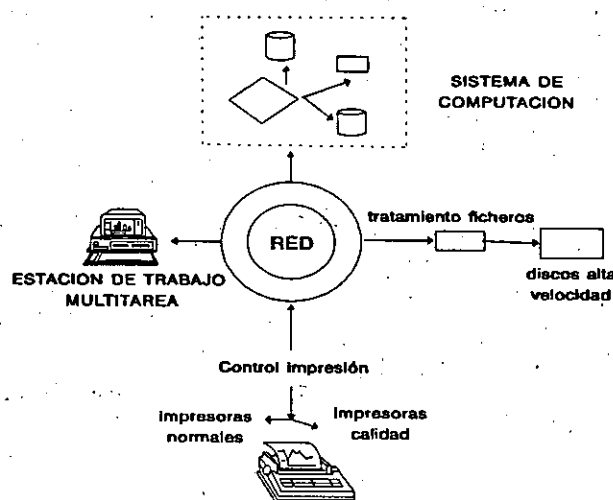 SISTEMA DE
COMPUTACION
RED
tratamiento ficheros
discos alta
velocidad
ESTACION DE TRABAJO
MULTITAREA
Control impresión
impresoras
normales
impresoras
calidad